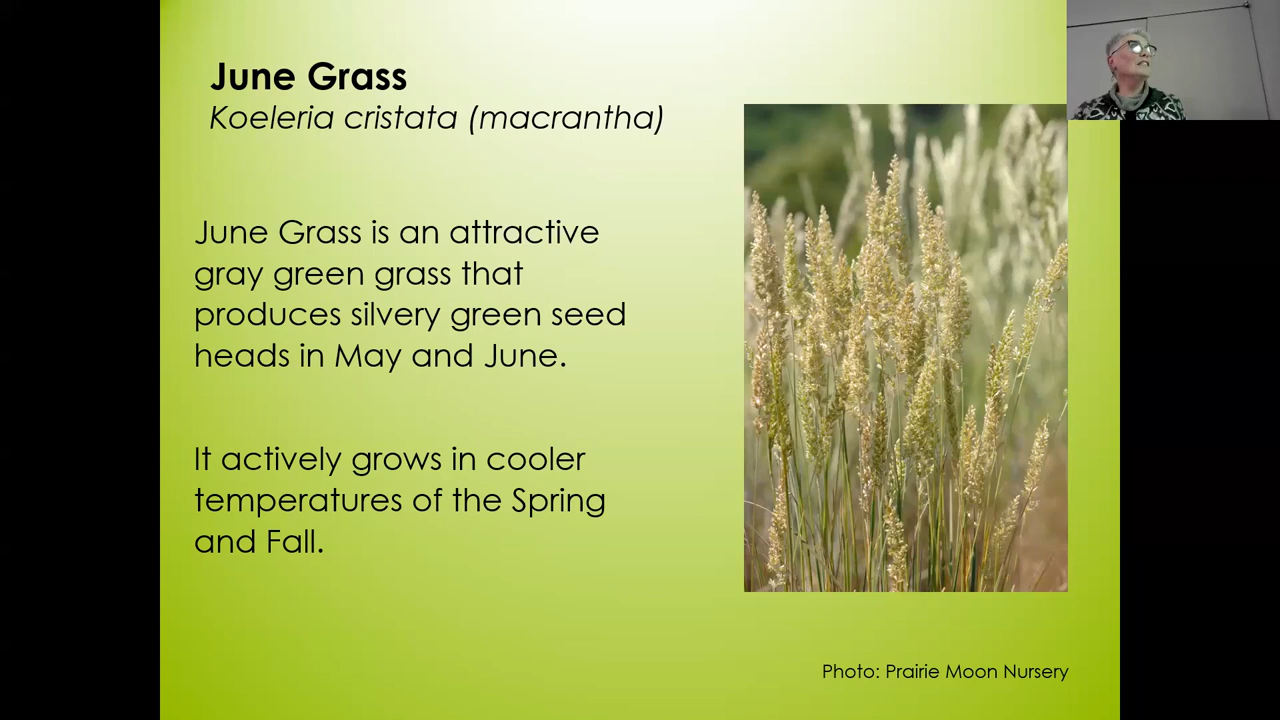 June Grass
Koeleria cristata (macrantha)
June Grass is an attractive
gray green grass that
produces silvery green seed
heads in May and June.
It actively grows in cooler
temperatures of the Spring
and Fall.
Photo: Prairie Moon Nursery